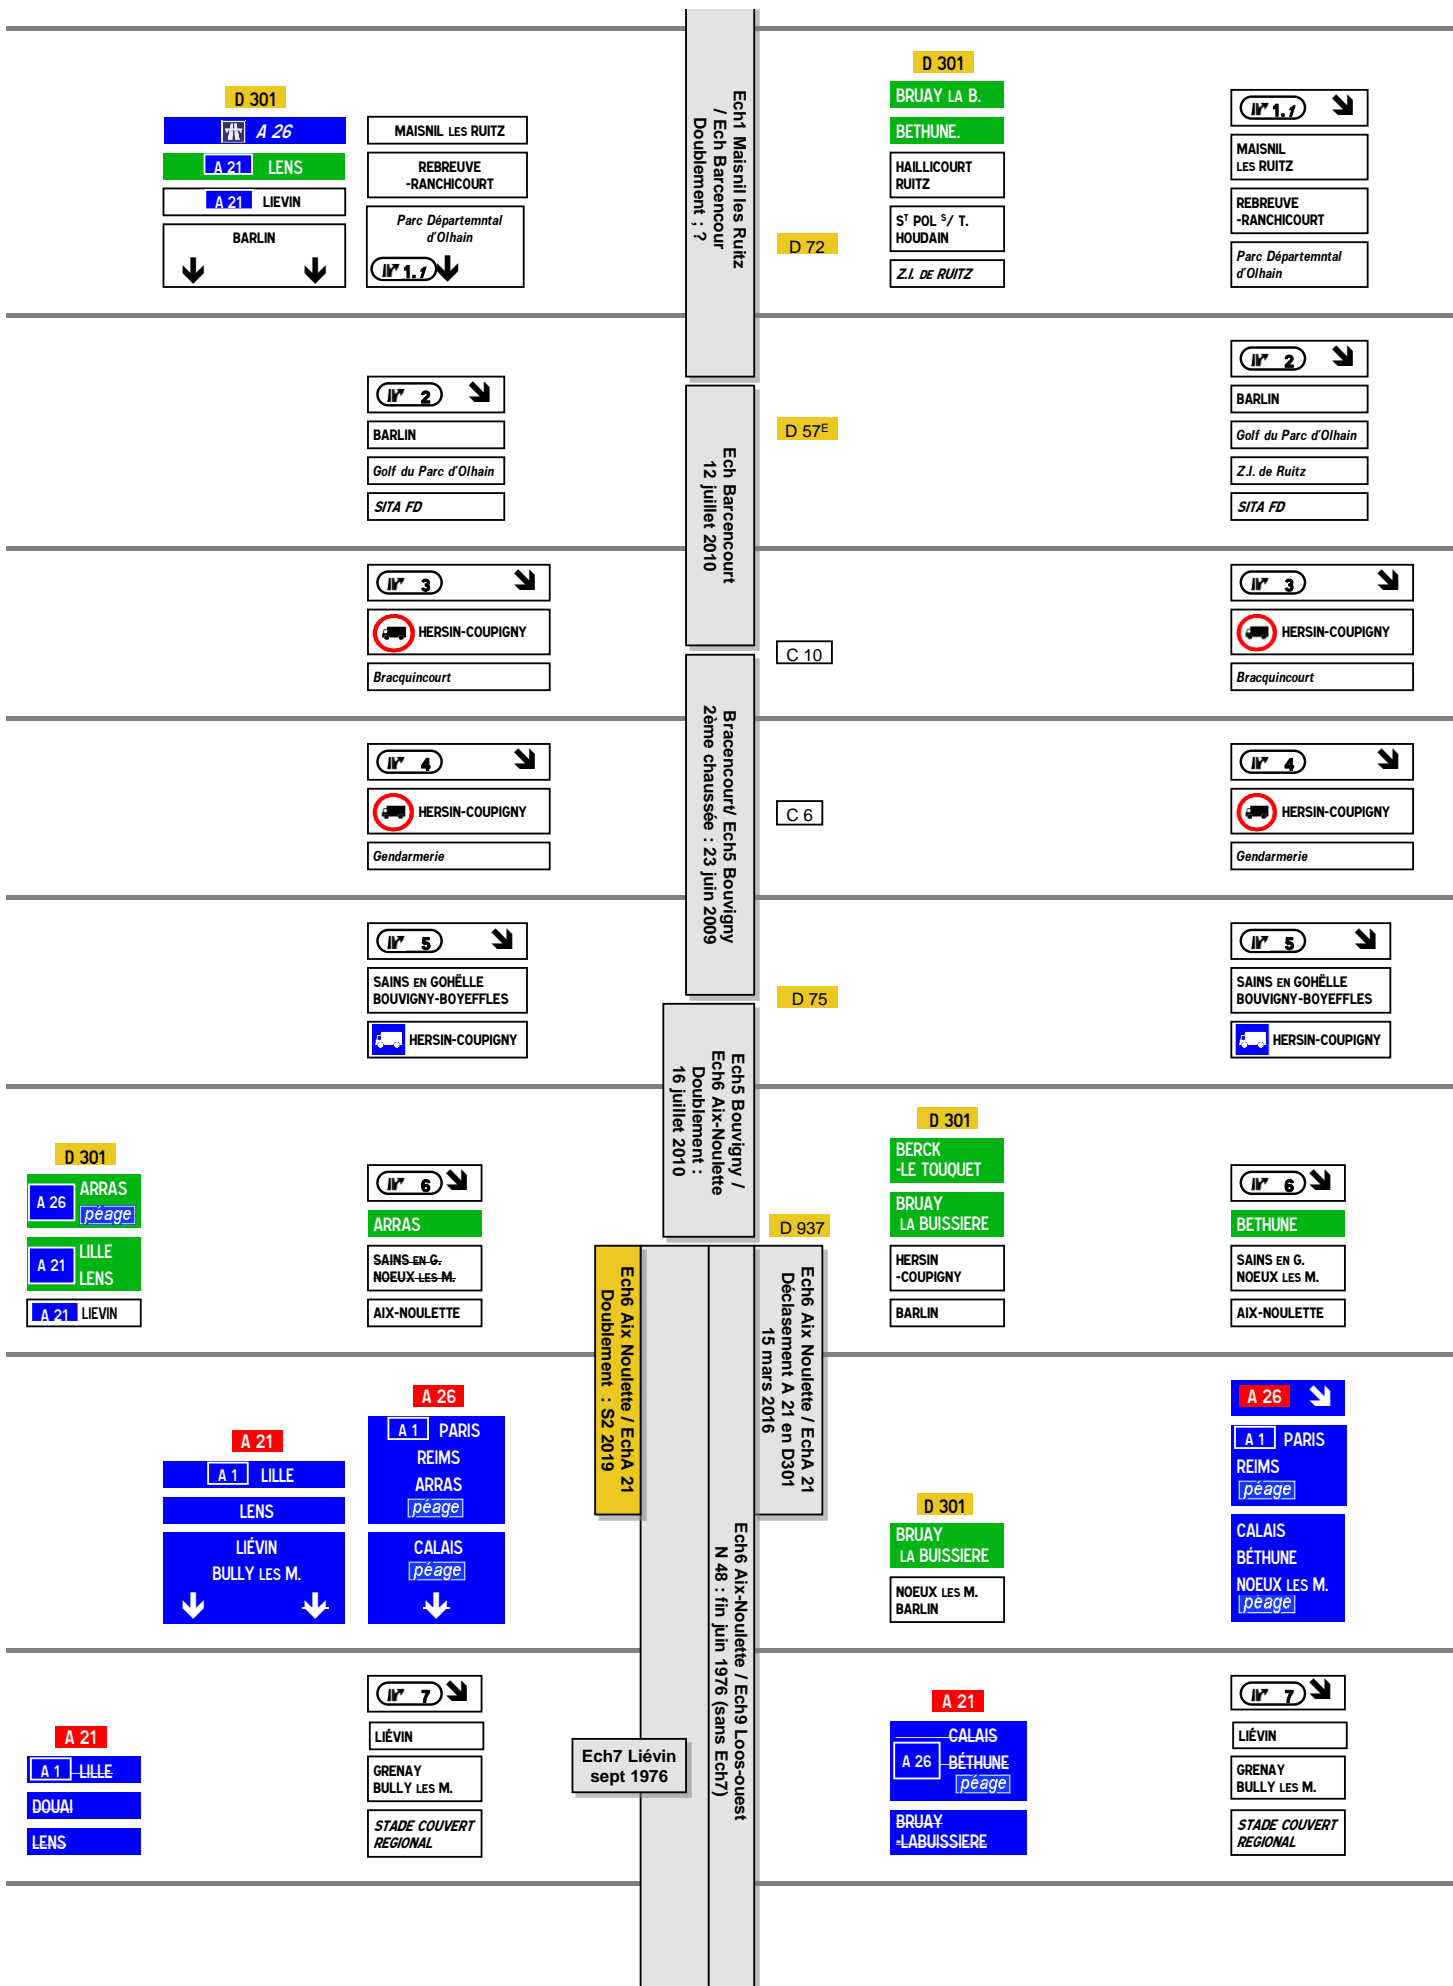 D 301
A 26
A 21 LENS
A 21 LIEVIN
BARLIN
MAISNIL LES RUITZ
REBREUVE
-RANCHICOURT
Parc Départemntal
d'Olhain
1.1
Ech1 Maisnil les Ruitz
/ Ech Barcencour
Doublement ; ?
D 72
D 301
BRUAY LA B.
BETHUNE.
HAILLICOURT
RUITZ
ST POL S/ T.
HOUDAIN
Z.I. DE RUITZ
1.1
MAISNIL
LES RUITZ
REBREUVE
-RANCHICOURT
Parc Départemntal
d'Olhain
2
BARLIN
Golf du Parc d'Olhain
SITA FD
Ech Barcencourt
12 juillet 2010
D 57E
2
BARLIN
Golf du Parc d'Olhain
Z.I. de Ruitz
SITA FD
3
HERSIN-COUPIGNY
Bracquincourt
C 10
3
HERSIN-COUPIGNY
Bracquincourt
Bracencourt/ Ech5 Bouvigny
2ème chaussée : 23 juin 2009
4
HERSIN-COUPIGNY
Gendarmerie
C 6
4
HERSIN-COUPIGNY
Gendarmerie
5
SAINS EN GOHËLLE
BOUVIGNY-BOYEFFLES
HERSIN-COUPIGNY
D 75
5
SAINS EN GOHËLLE
BOUVIGNY-BOYEFFLES
HERSIN-COUPIGNY
Ech5 Bouvigny /
Ech6 Aix-Noulette
Doublement :
16 juillet 2010
D 301
A 26 ARRAS
péage
A 21 LILLE
LENS
A 21 LIEVIN
6
ARRAS
SAINS EN G.
NOEUX LES M.
AIX-NOULETTE
D 937
D 301
BERCK
-LE TOUQUET
BRUAY
LA BUISSIERE
HERSIN
-COUPIGNY
BARLIN
6
BETHUNE
SAINS EN G.
NOEUX LES M.
AIX-NOULETTE
Ech6 Aix Noulette / EchA 21
Doublement : S2 2019
Ech6 Aix Noulette / EchA 21
Déclasement A 21 en D301
15 mars 2016
A 21
A 1 LILLE
LENS
LIÉVIN
BULLY LES M.
A 26
A 1 PARIS
REIMS
ARRAS
péage
CALAIS
péage
Ech6 Aix-Noulette / Ech9 Loos-ouest
N 48 : fin juin 1976 (sans Ech7)
D 301
BRUAY
LA BUISSIERE
NOEUX LES M.
BARLIN
A 26
A 1 PARIS
REIMS
péage
CALAIS
BÉTHUNE
NOEUX LES M.
péage
A 21
A 1 LILLE
DOUAI
LENS
7
LIÉVIN
GRENAY
BULLY LES M.
STADE COUVERT
REGIONAL
Ech7 Liévin
sept 1976
A 21
CALAIS
A 26 BÉTHUNE
péage
BRUAY
-LABUISSIERE
7
LIÉVIN
GRENAY
BULLY LES M.
STADE COUVERT
REGIONAL